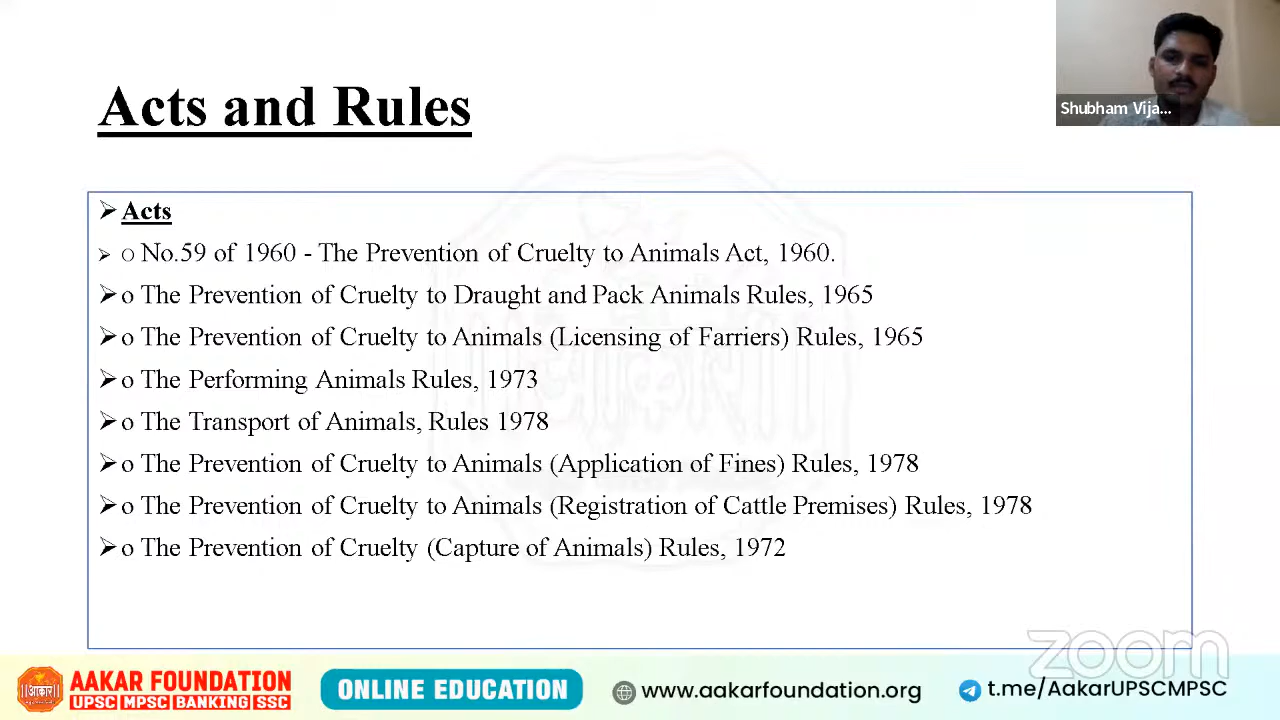 Shubham Vija...
Acts and Rules
➢ Acts
➢ o No.59 of 1960 - The Prevention of Cruelty to Animals Act, 1960.
➢ o The Prevention of Cruelty to Draught and Pack Animals Rules, 1965
➢ o The Prevention of Cruelty to Animals (Licensing of Farriers) Rules, 1965
➢ o The Performing Animals Rules, 1973
➢ o The Transport of Animals, Rules 1978
➢ o The Prevention of Cruelty to Animals (Application of Fines) Rules, 1978
➢ o The Prevention of Cruelty to Animals (Registration of Cattle Premises) Rules, 1978
➢ o The Prevention of Cruelty (Capture of Animals) Rules, 1972
zoom
आकार
AAKAR FOUNDATION
UPSC MPSC BANKING SSC
ONLINE EDUCATION
www.aakarfoundation.org
t.me/AakarUPSCMPSC